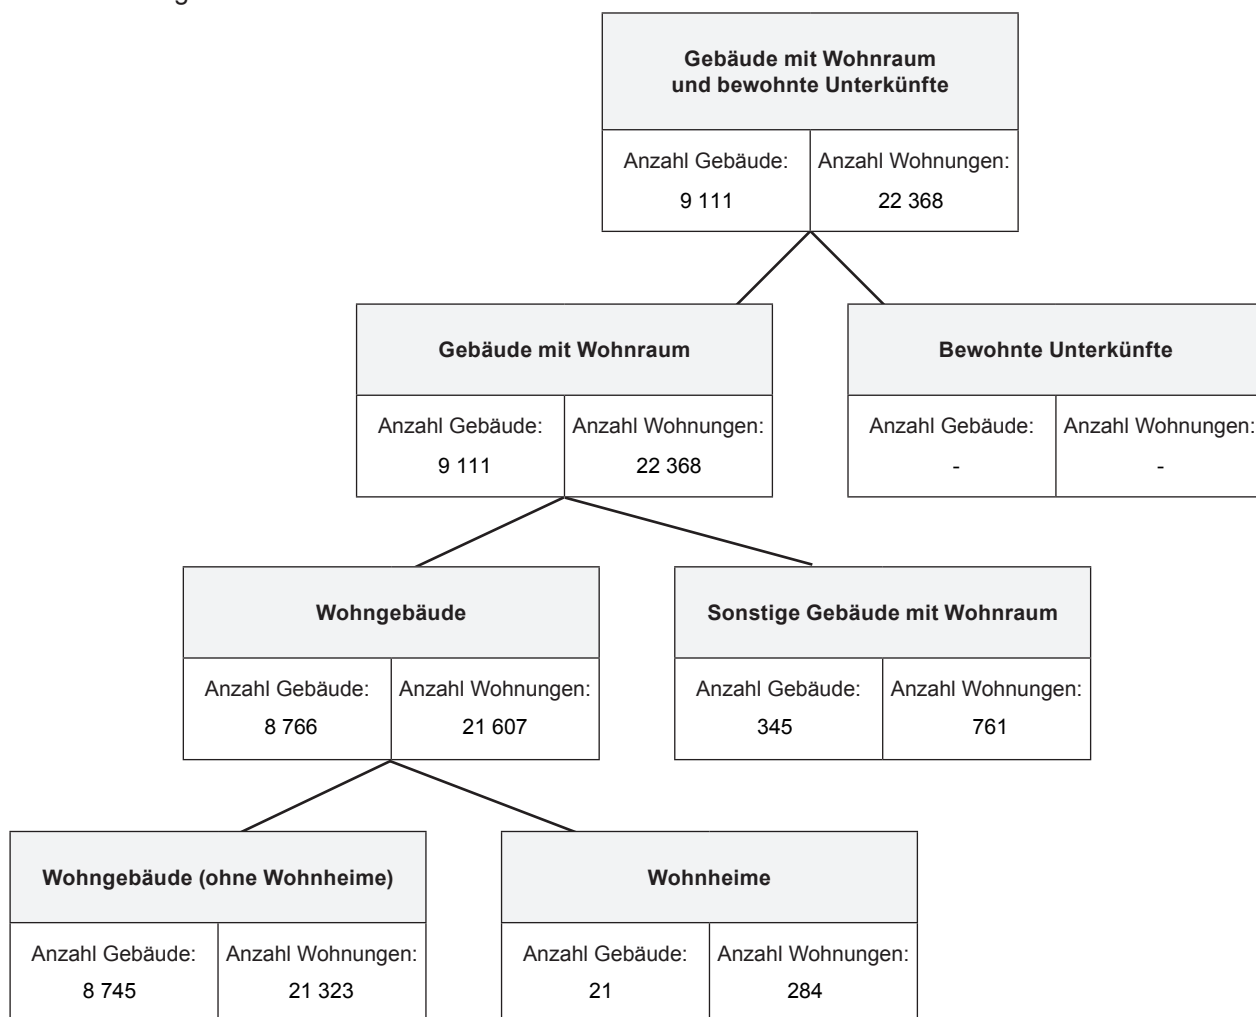 Gebäude mit Wohnraum
und bewohnte Unterkünfte
Anzahl Gebäude: Anzahl Wohnungen:
9 111 22 368
Gebäude mit Wohnraum
Anzahl Gebäude: Anzahl Wohnungen:
9 111 22 368
Bewohnte Unterkünfte
Anzahl Gebäude: Anzahl Wohnungen:
- -
Wohngebäude
Anzahl Gebäude: Anzahl Wohnungen:
8 766 21 607
Sonstige Gebäude mit Wohnraum
Anzahl Gebäude: Anzahl Wohnungen:
345 761
Wohngebäude (ohne Wohnheime)
Anzahl Gebäude: Anzahl Wohnungen:
8 745 21 323
Wohnheime
Anzahl Gebäude: Anzahl Wohnungen:
21 284